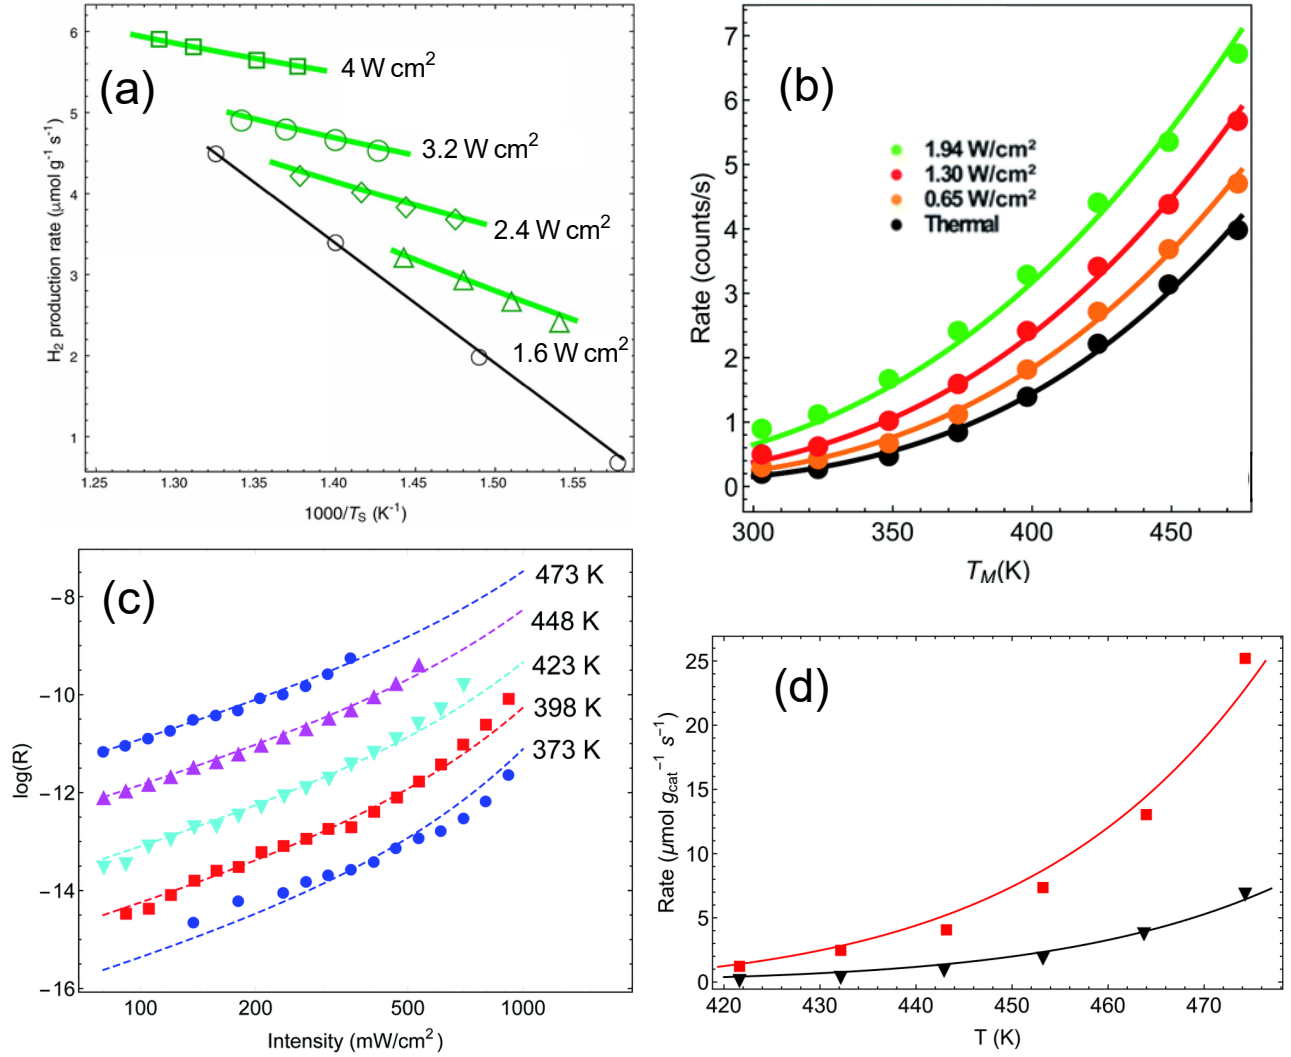 (a)
H2 production rate (μmol g-1 s-1)
6
5
4
3
2
1
4 W cm2
3.2 W cm2
2.4 W cm2
1.6 W cm2
1.25
1.30
1.35
1.40
1.45
1.50
1.55
1000/TS (K-1)
(b)
Rate (counts/s)
7
6
5
4
3
2
1
0
1.94 W/cm²
1.30 W/cm²
0.65 W/cm²
Thermal
300
350
400
450
TM(K)
(c)
log(R)
−8
−10
−12
−14
−16
473 K
448 K
423 K
398 K
373 K
100
200
500
1000
Intensity (mW/cm²)
(d)
Rate (μmol gcat−1 s−1)
25
20
15
10
5
0
420
430
440
450
460
470
T (K)